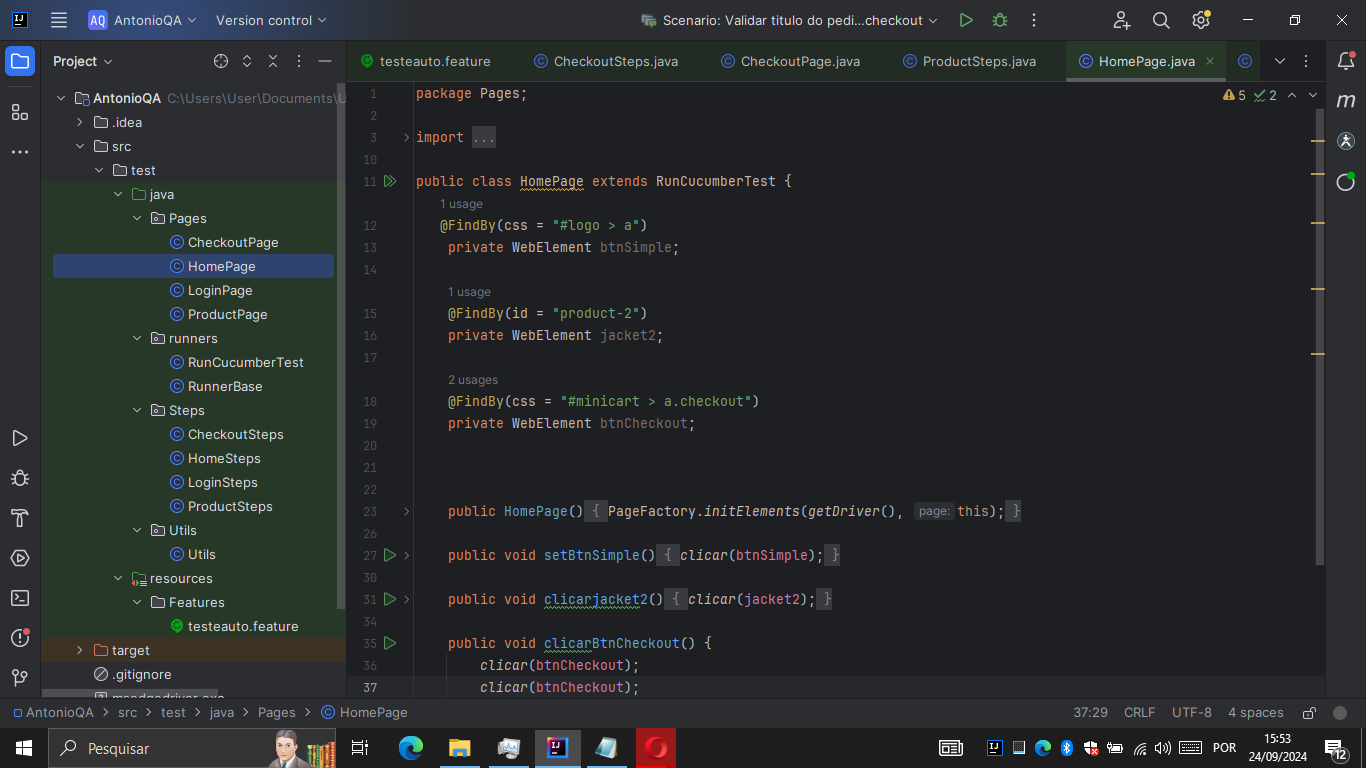 AQ AntonioQA Version control Scenario: Validar titulo do pedi...checkout
Project
testeauto.feature CheckoutSteps.java CheckoutPage.java ProductSteps.java HomePage.java
AntonioQA C:\Users\User\Documents\U
.idea
src
test
java
Pages
CheckoutPage
HomePage
LoginPage
ProductPage
runners
RunCucumberTest
RunnerBase
Steps
CheckoutSteps
HomeSteps
LoginSteps
ProductSteps
Utils
Utils
resources
Features
testeauto.feature
target
.gitignore
msedgedriver.exe
5 2
1 package Pages;
2
3 import ...
10
11 public class HomePage extends RunCucumberTest {
1 usage
12 @FindBy(css = "#logo > a")
13 private WebElement btnSimple;
14
1 usage
15 @FindBy(id = "product-2")
16 private WebElement jacket2;
17
2 usages
18 @FindBy(css = "#minicart > a.checkout")
19 private WebElement btnCheckout;
20
21
22
23 public HomePage() { PageFactory.initElements(getDriver(), page: this); }
26
27 public void setBtnSimple() { clicar(btnSimple); }
30
31 public void clicarjacket2() { clicar(jacket2); }
34
35 public void clicarBtnCheckout() {
36 clicar(btnCheckout);
37 clicar(btnCheckout);
AntonioQA > src > test > java > Pages > HomePage
37:29 CRLF UTF-8 4 spaces
Pesquisar
POR
15:53
24/09/2024
12